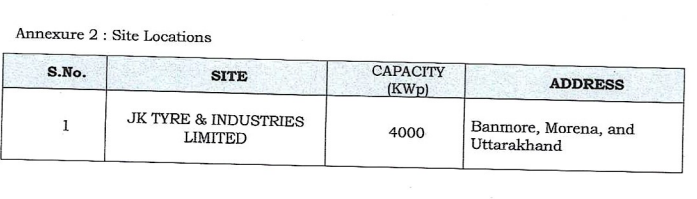 Annexure 2 : Site Locations
S.No. SITE CAPACITY (KWp) ADDRESS
1 JK TYRE & INDUSTRIES LIMITED 4000 Banmore, Morena, and Uttarakhand